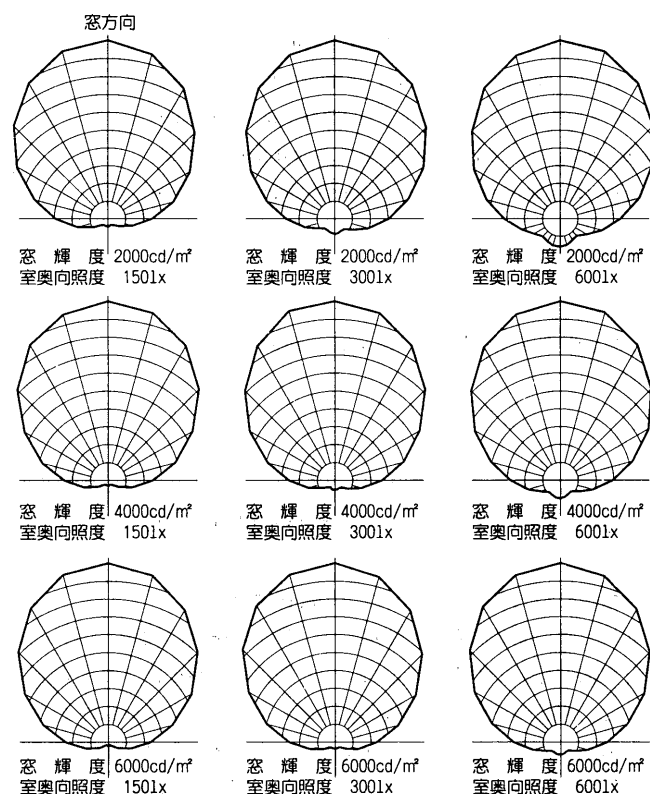 窓方向
窓輝度 2000cd/m²
室奥向照度 150lx
窓輝度 2000cd/m²
室奥向照度 300lx
窓輝度 2000cd/m²
室奥向照度 600lx
窓輝度 4000cd/m²
室奥向照度 150lx
窓輝度 4000cd/m²
室奥向照度 300lx
窓輝度 4000cd/m²
室奥向照度 600lx
窓輝度 6000cd/m²
室奥向照度 150lx
窓輝度 6000cd/m²
室奥向照度 300lx
窓輝度 6000cd/m²
室奥向照度 600lx